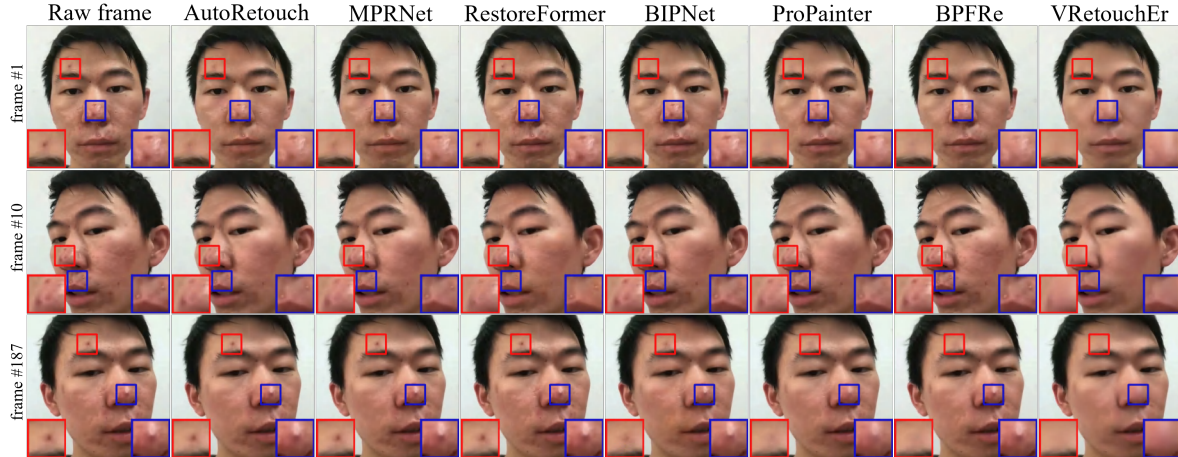 Raw frame AutoRetouch MPRNet RestoreFormer BIPNet ProPainter BPFRe VRetouchEr
frame #1
frame #10
frame #187